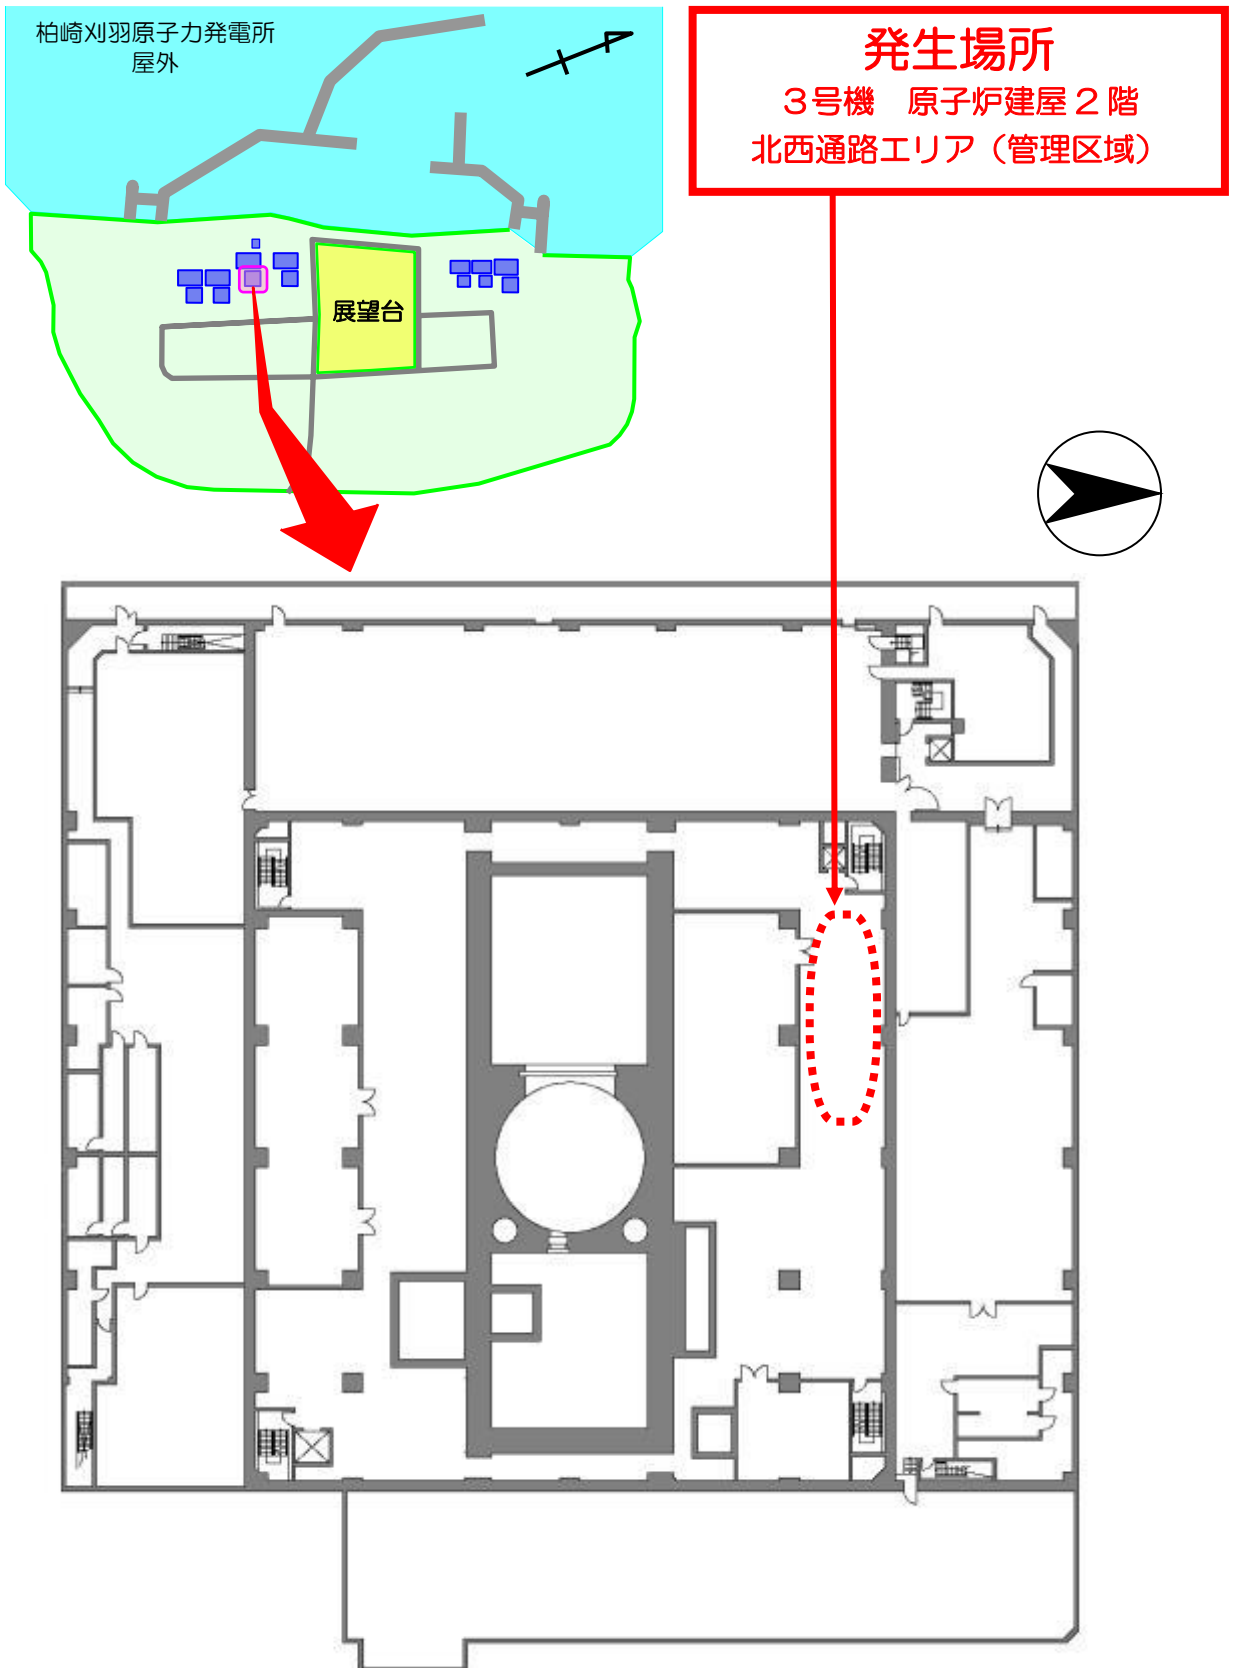 柏崎刈羽原子力発電所
屋外
展望台
発生場所
３号機　原子炉建屋２階
北西通路エリア（管理区域）